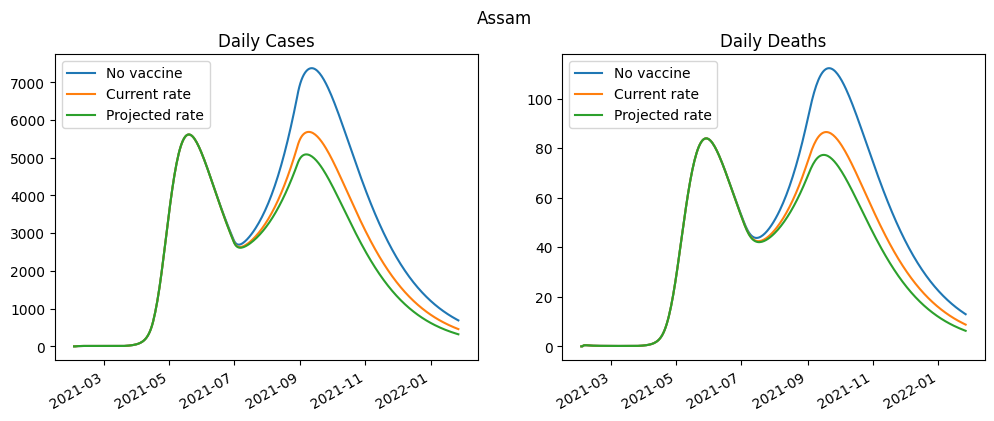 Assam
Daily Cases
No vaccine
Current rate
Projected rate
7000
6000
5000
4000
3000
2000
1000
0
2021-03
2021-05
2021-07
2021-09
2021-11
2022-01
Daily Deaths
No vaccine
Current rate
Projected rate
100
80
60
40
20
0
2021-03
2021-05
2021-07
2021-09
2021-11
2022-01